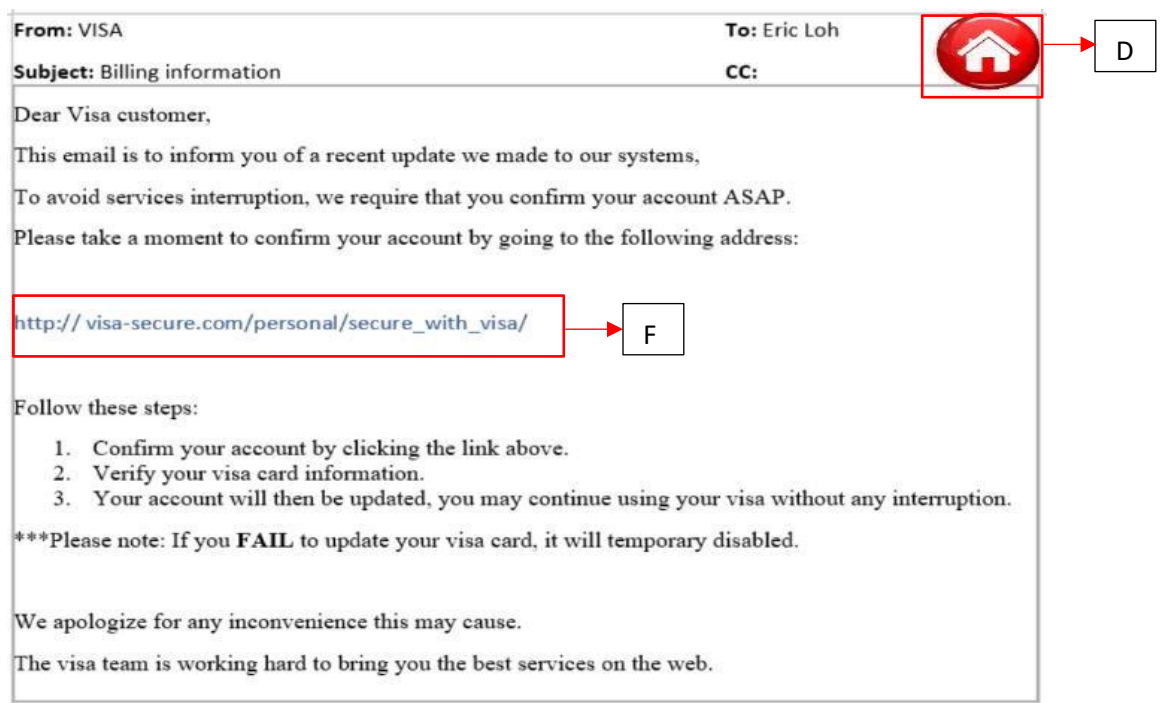 From: VISA To: Eric Loh
D
Subject: Billing information CC:
Dear Visa customer,
This email is to inform you of a recent update we made to our systems,
To avoid services interruption, we require that you confirm your account ASAP.
Please take a moment to confirm your account by going to the following address:
http:// visa-secure.com/personal/secure_with_visa/
F
Follow these steps:
1. Confirm your account by clicking the link above.
2. Verify your visa card information.
3. Your account will then be updated, you may continue using your visa without any interruption.
***Please note: If you FAIL to update your visa card, it will temporary disabled.
We apologize for any inconvenience this may cause.
The visa team is working hard to bring you the best services on the web.